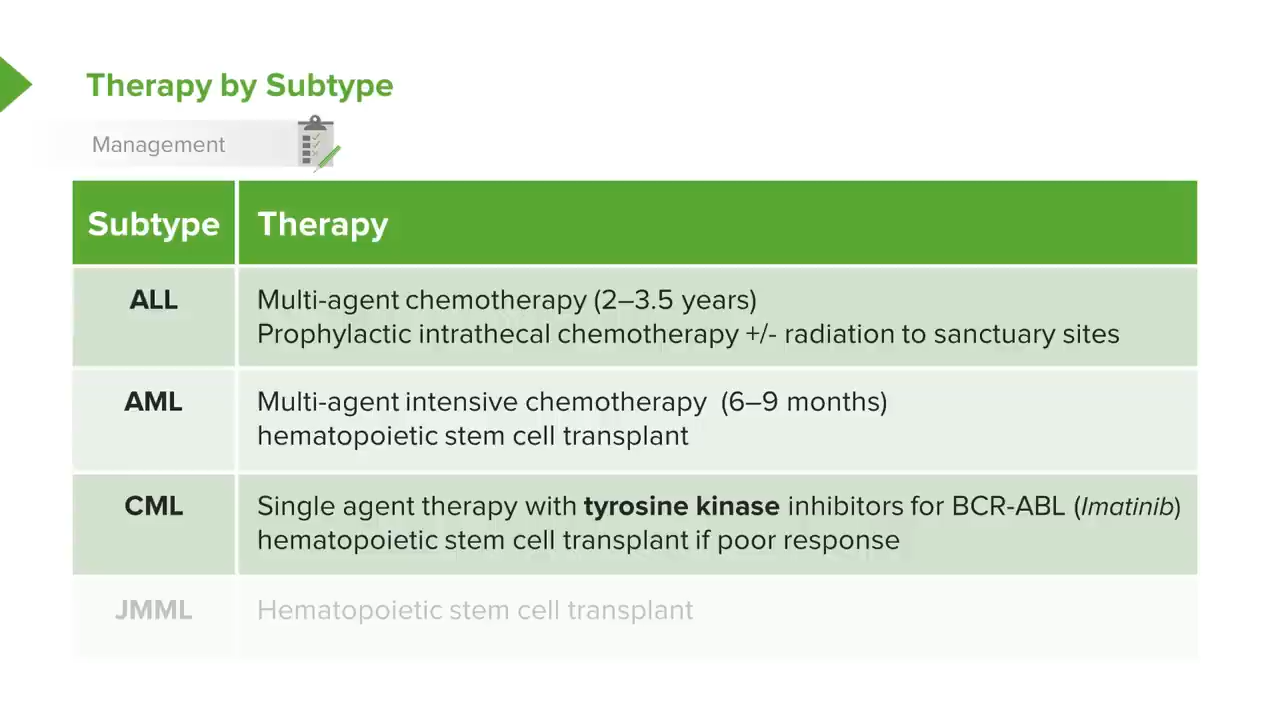 Therapy by Subtype
Management
Subtype Therapy
ALL Multi-agent chemotherapy (2–3.5 years)
Prophylactic intrathecal chemotherapy +/- radiation to sanctuary sites
AML Multi-agent intensive chemotherapy (6–9 months)
hematopoietic stem cell transplant
CML Single agent therapy with tyrosine kinase inhibitors for BCR-ABL (Imatinib)
hematopoietic stem cell transplant if poor response
JMML Hematopoietic stem cell transplant